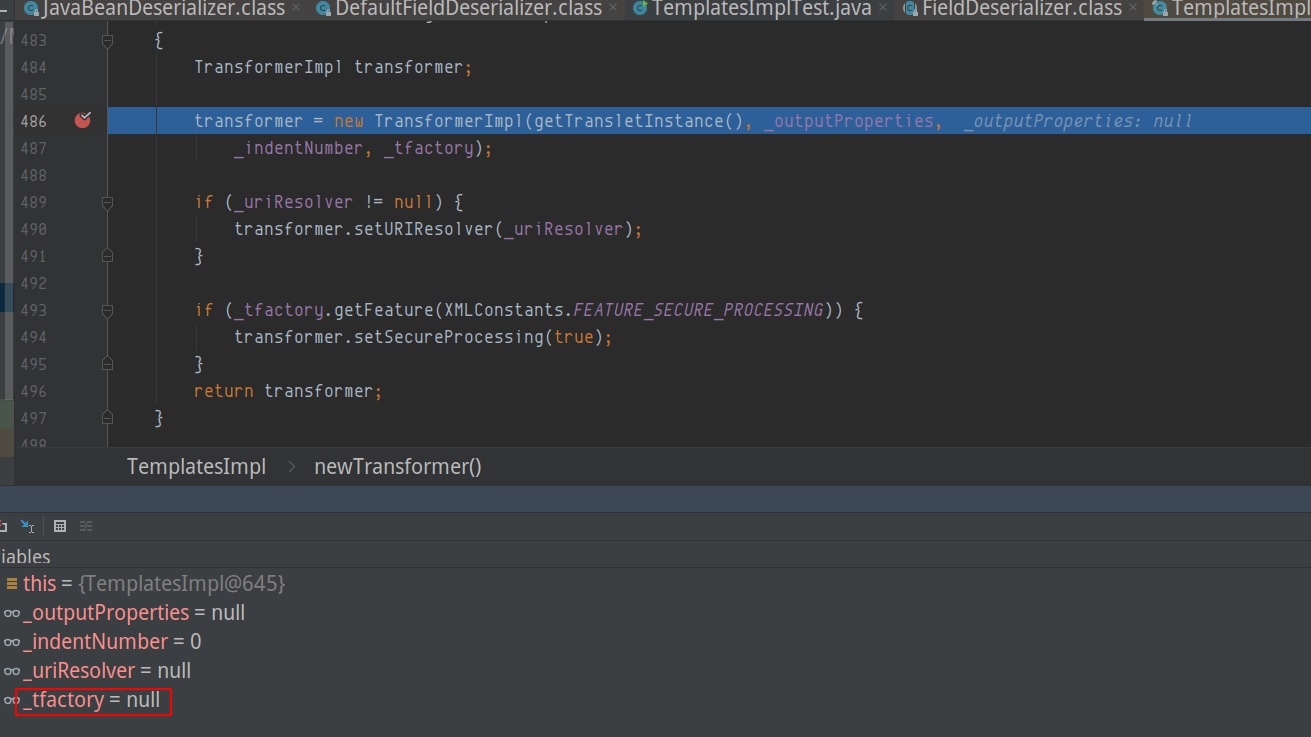 JavaBeanDeserializer.class × DefaultFieldDeserializer.class × TemplatesImplTest.java × FieldDeserializer.class × TemplatesImpl
483 {
484 TransformerImpl transformer;
485
486 transformer = new TransformerImpl(getTransletInstance(), _outputProperties, _outputProperties: null
487 _indentNumber, _tfactory);
488
489 if (_uriResolver != null) {
490 transformer.setURIResolver(_uriResolver);
491 }
492
493 if (_tfactory.getFeature(XMLConstants.FEATURE_SECURE_PROCESSING)) {
494 transformer.setSecureProcessing(true);
495 }
496 return transformer;
497 }
498
TemplatesImpl > newTransformer()
iables
this = {TemplatesImpl@645}
_outputProperties = null
_indentNumber = 0
_uriResolver = null
_tfactory = null